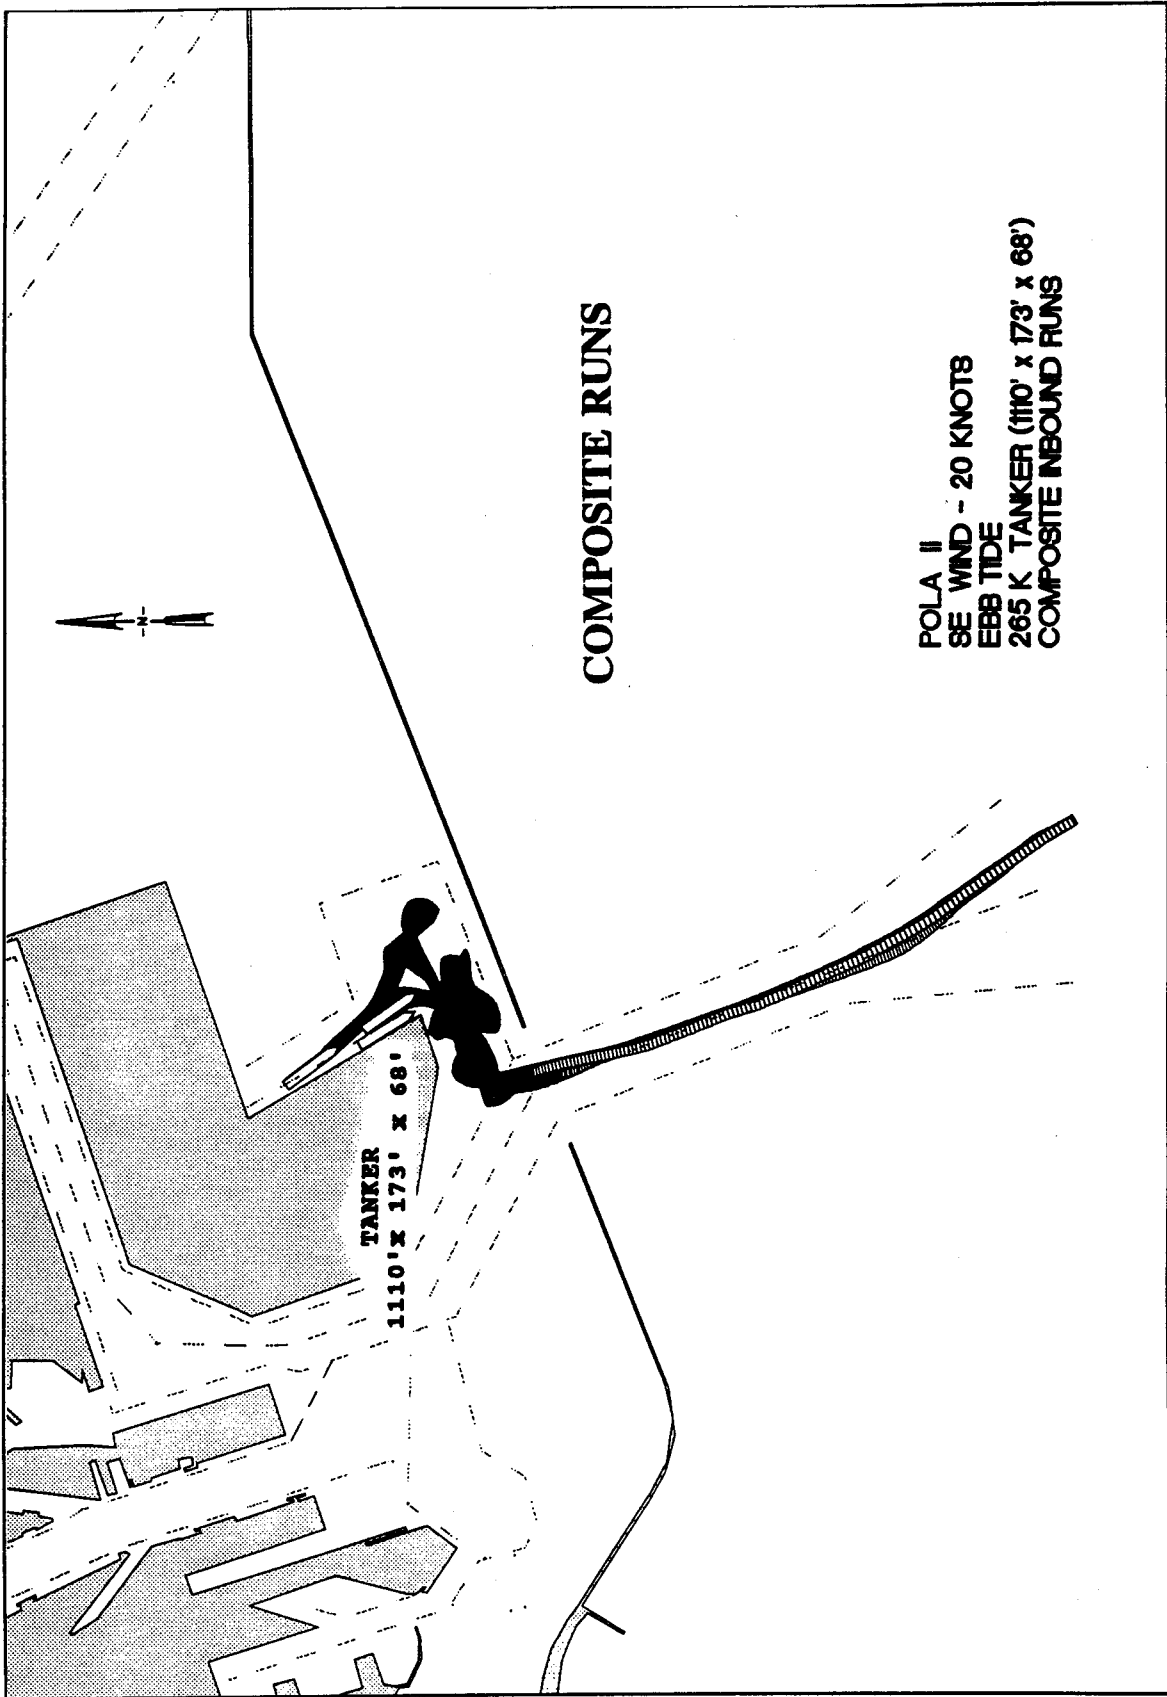 COMPOSITE RUNS
POLA II
SE WIND - 20 KNOTS
EBB TIDE
265 K TANKER (1110' x 173' x 68')
COMPOSITE INBOUND RUNS
TANKER
1110'X 173' X 68'
N